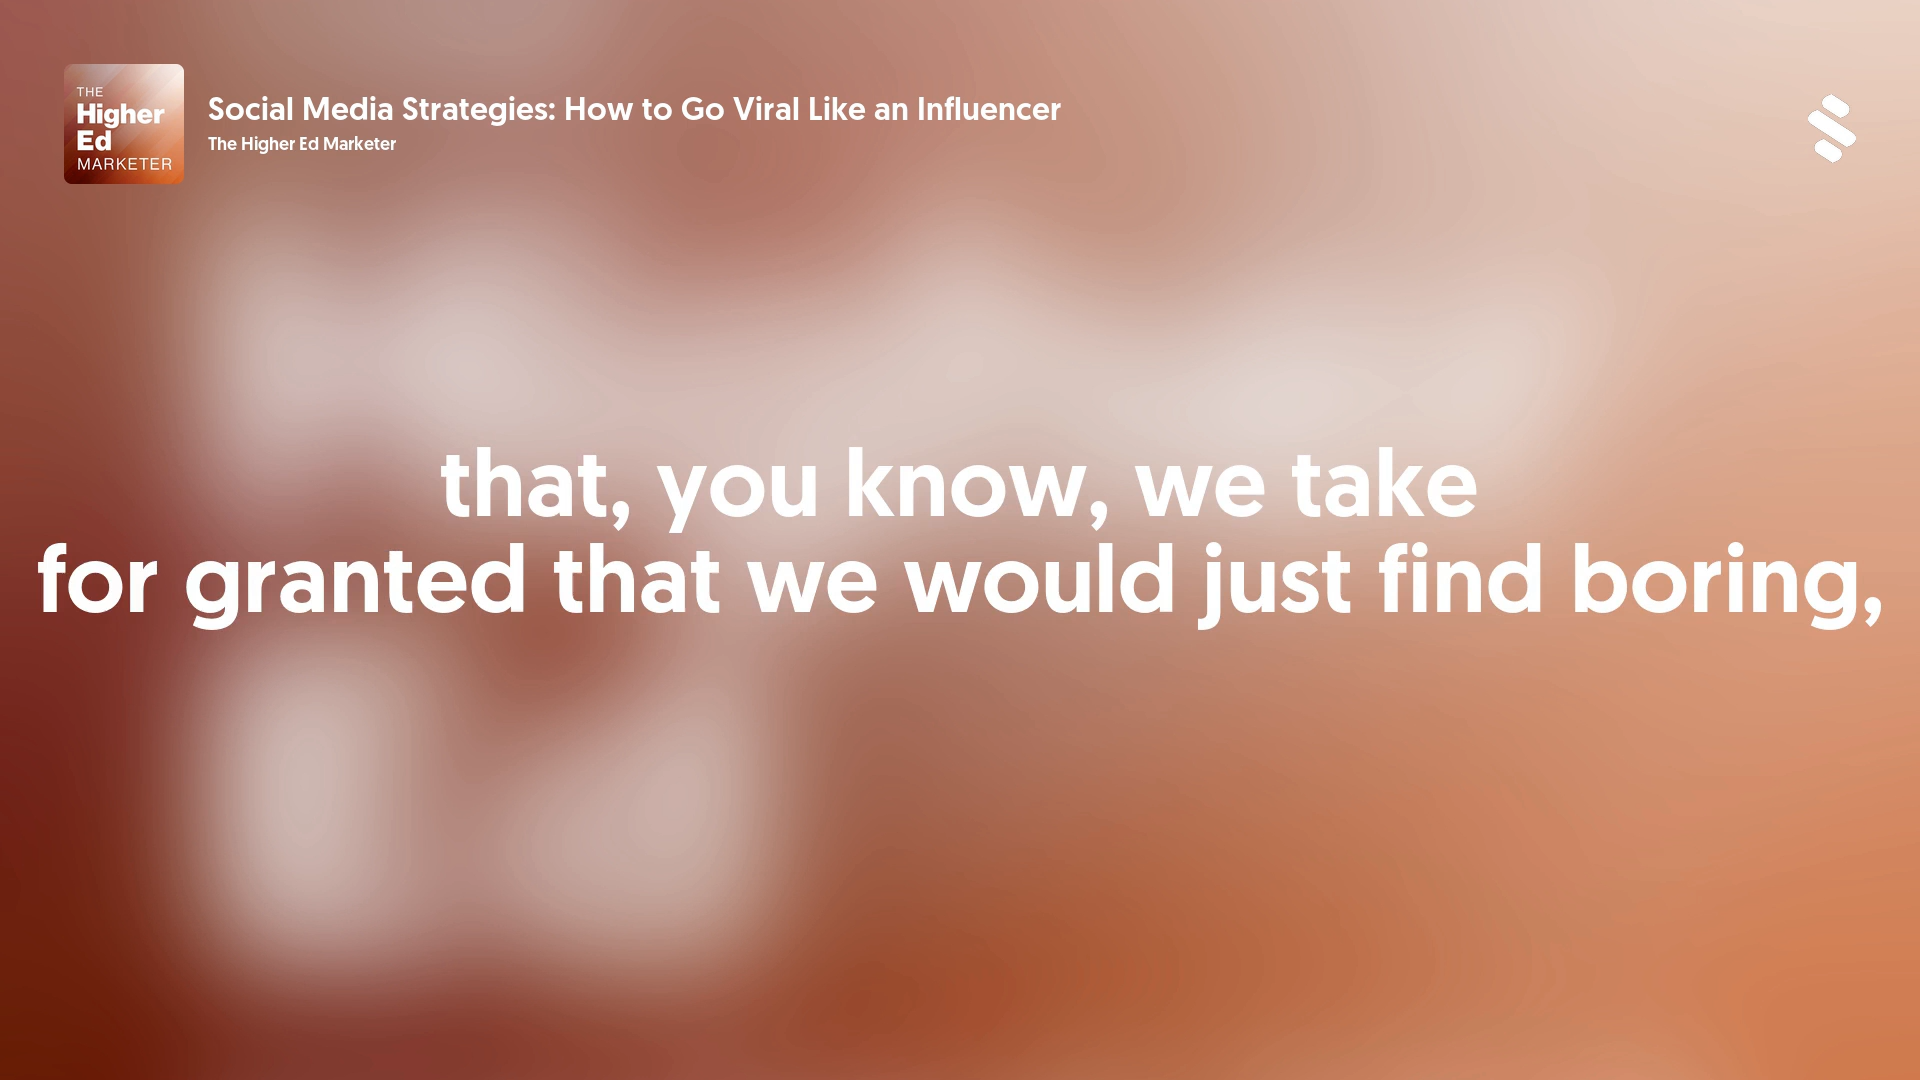 THE
Higher
Ed
MARKETER
Social Media Strategies: How to Go Viral Like an Influencer
The Higher Ed Marketer
that, you know, we take
for granted that we would just find boring,